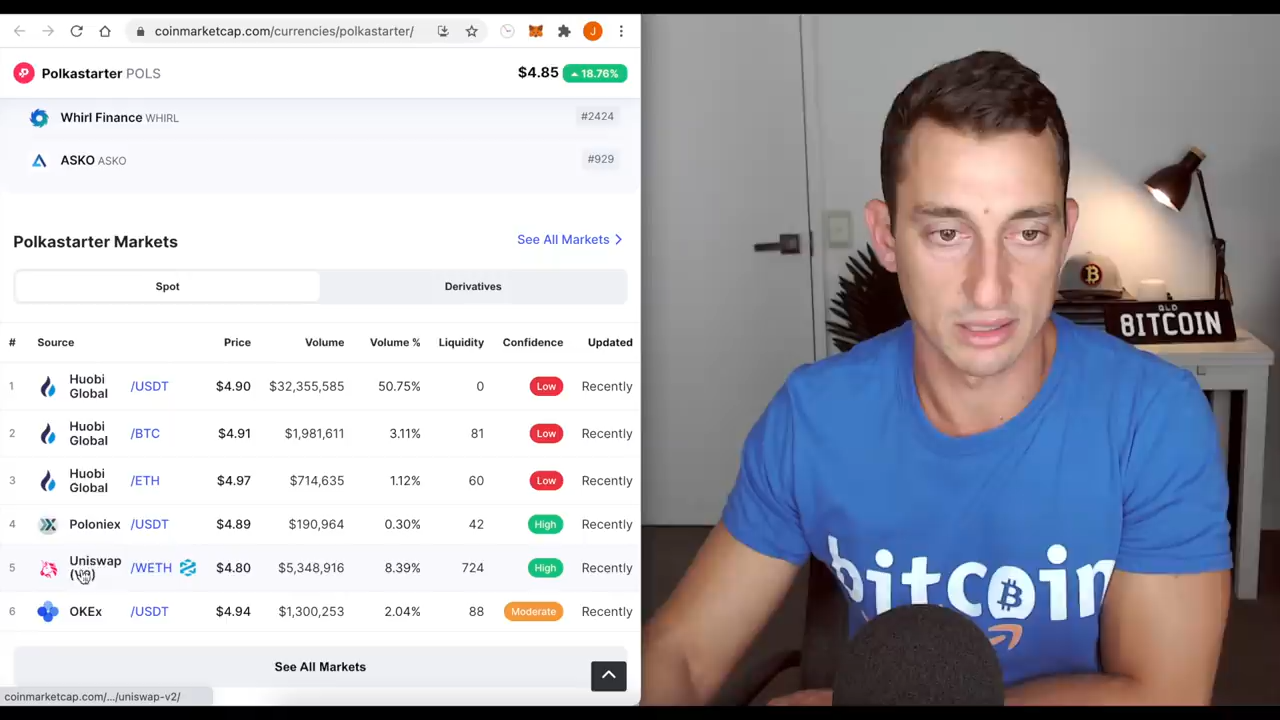 coinmarketcap.com/currencies/polkastarter/
J
Polkastarter POLS
$4.85 18.76%
Whirl Finance WHIRL #2424
ASKO ASKO #929
Polkastarter Markets See All Markets
Spot Derivatives
# Source Price Volume Volume % Liquidity Confidence Updated
1 Huobi Global /USDT $4.90 $32,355,585 50.75% 0 Low Recently
2 Huobi Global /BTC $4.91 $1,981,611 3.11% 81 Low Recently
3 Huobi Global /ETH $4.97 $714,635 1.12% 60 Low Recently
4 Poloniex /USDT $4.89 $190,964 0.30% 42 High Recently
5 Uniswap /WETH $4.80 $5,348,916 8.39% 724 High Recently
6 OKEx /USDT $4.94 $1,300,253 2.04% 88 Moderate Recently
See All Markets
coinmarketcap.com/.../uniswap-v2/
QLD
8ITCOIN
bitcoin